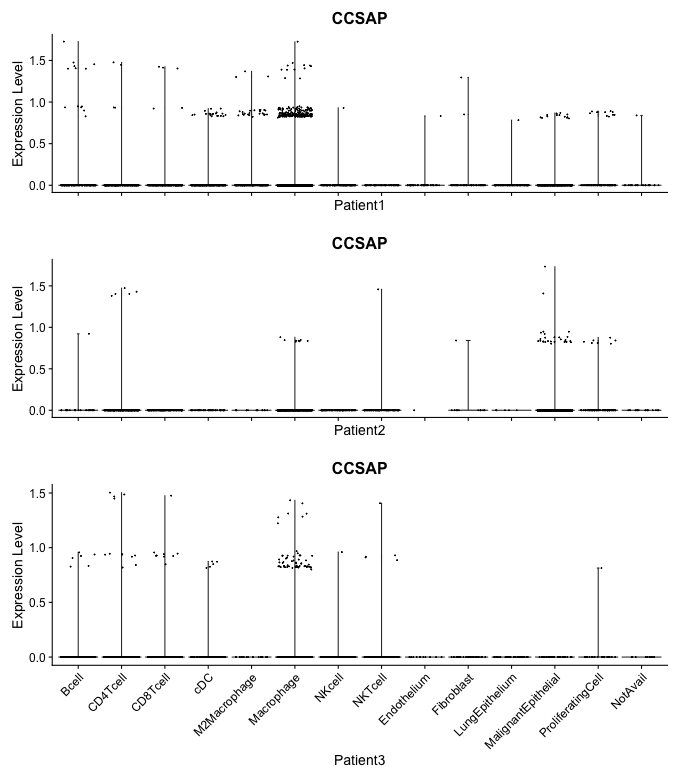 CCSAP
Expression Level
1.5
1.0
0.5
0.0
Patient1
CCSAP
Expression Level
1.5
1.0
0.5
0.0
Patient2
CCSAP
Expression Level
1.5
1.0
0.5
0.0
Bcell
CD4Tcell
CD8Tcell
cDC
M2Macrophage
Macrophage
NKcell
NKTcell
Endothelium
Fibroblast
LungEpithelium
MalignantEpithelial
ProliferatingCell
NotAvail
Patient3